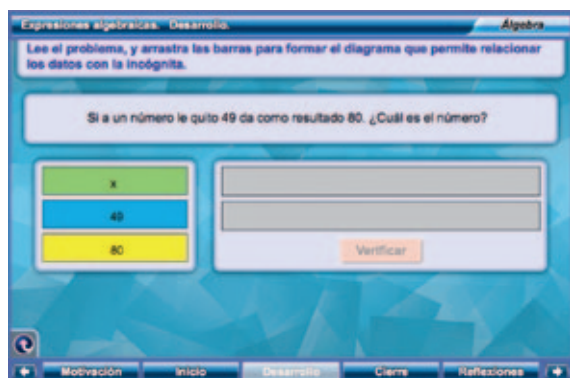 Expresiones algebraicas. Desarrollo.
Álgebra
Lee el problema, y arrastra las barras para formar el diagrama que permite relacionar
los datos con la incógnita.
Si a un número le quito 49 da como resultado 80. ¿Cuál es el número?
x
49
80
Verificar
Motivación
Inicio
Desarrollo
Cierre
Reflexiones